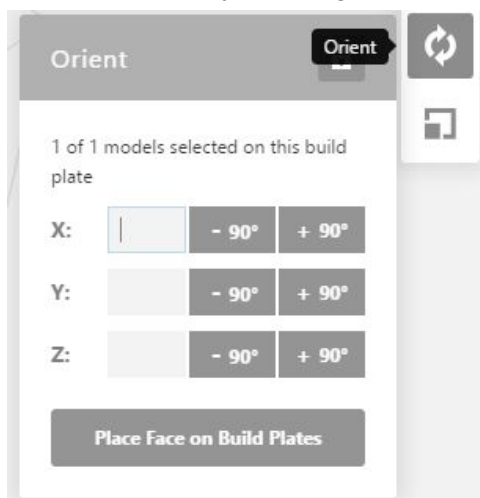 Orient
Orient
1 of 1 models selected on this build
plate
X: - 90° + 90°
Y: - 90° + 90°
Z: - 90° + 90°
Place Face on Build Plates